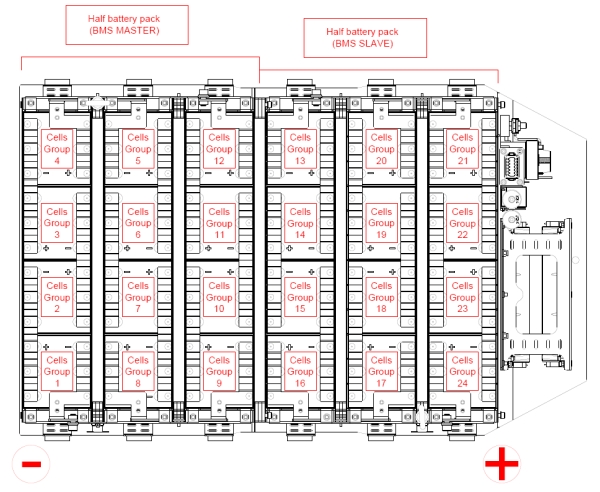 Half battery pack
(BMS MASTER)
Half battery pack
(BMS SLAVE)
Cells
Group
4
Cells
Group
5
Cells
Group
12
Cells
Group
13
Cells
Group
20
Cells
Group
21
- +
- +
- +
- +
- +
- +
Cells
Group
3
Cells
Group
6
Cells
Group
11
Cells
Group
14
Cells
Group
19
Cells
Group
22
+ -
+ -
+ -
+ -
+ -
+ -
- +
- +
- +
- +
- +
- +
Cells
Group
2
Cells
Group
7
Cells
Group
10
Cells
Group
15
Cells
Group
18
Cells
Group
23
+ -
+ -
+ -
+ -
+ -
+ -
Cells
Group
1
Cells
Group
8
Cells
Group
9
Cells
Group
16
Cells
Group
17
Cells
Group
24
- +